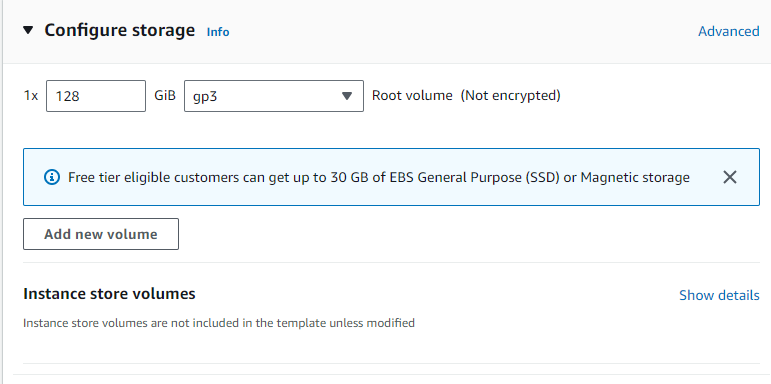 Configure storage Info Advanced
1x 128 GiB gp3 Root volume (Not encrypted)
Free tier eligible customers can get up to 30 GB of EBS General Purpose (SSD) or Magnetic storage
Add new volume
Instance store volumes Show details
Instance store volumes are not included in the template unless modified